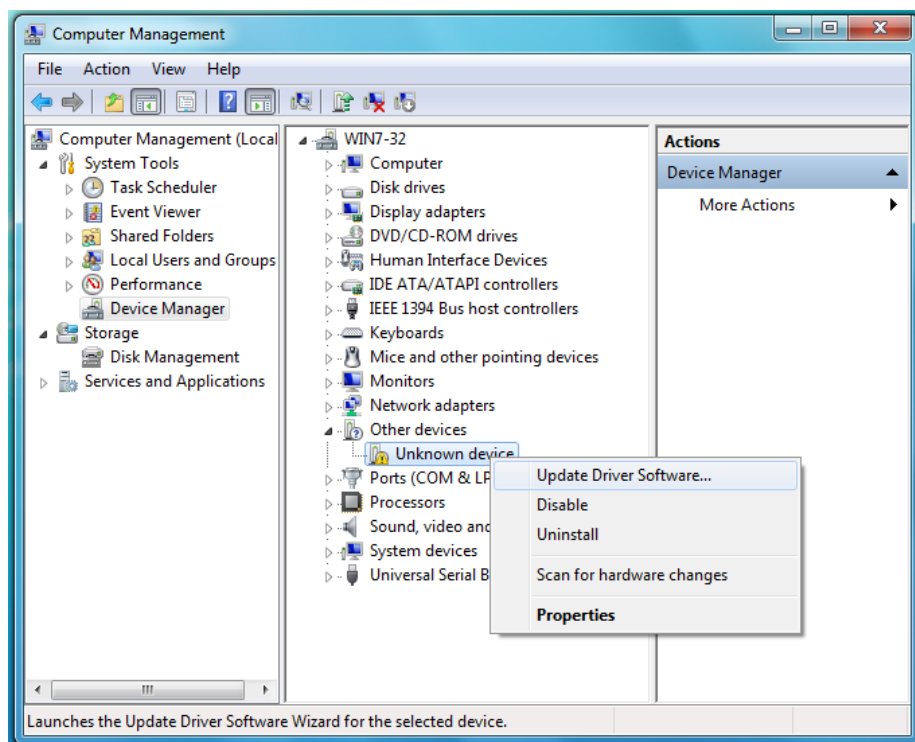 Computer Management
File Action View Help
Computer Management (Local
System Tools
Task Scheduler
Event Viewer
Shared Folders
Local Users and Groups
Performance
Device Manager
Storage
Disk Management
Services and Applications
WIN7-32
Computer
Disk drives
Display adapters
DVD/CD-ROM drives
Human Interface Devices
IDE ATA/ATAPI controllers
IEEE 1394 Bus host controllers
Keyboards
Mice and other pointing devices
Monitors
Network adapters
Other devices
Unknown device
Ports (COM & LP
Processors
Sound, video and
System devices
Universal Serial B
Update Driver Software...
Disable
Uninstall
Scan for hardware changes
Properties
Actions
Device Manager
More Actions
Launches the Update Driver Software Wizard for the selected device.